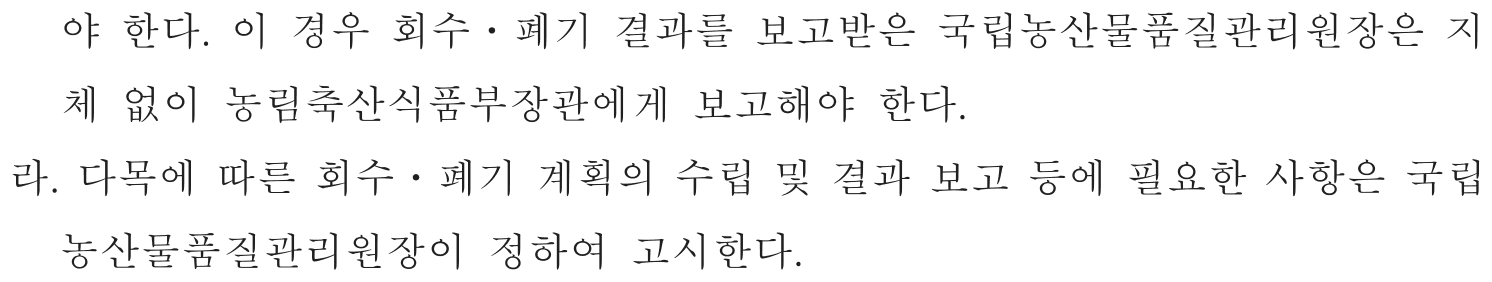 야 한다. 이 경우 회수・폐기 결과를 보고받은 국립농산물품질관리원장은 지
체 없이 농림축산식품부장관에게 보고해야 한다.
라. 다목에 따른 회수・폐기 계획의 수립 및 결과 보고 등에 필요한 사항은 국립
농산물품질관리원장이 정하여 고시한다.